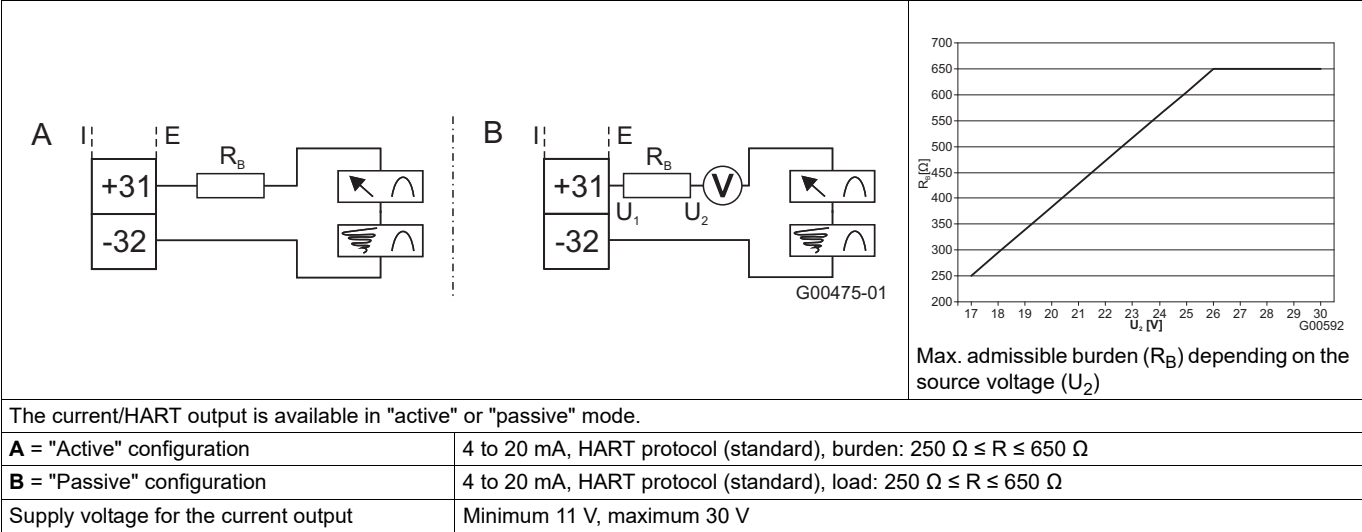 A
I
E
R_B
+31
-32
B
I
E
R_B
V
+31
U₁
U₂
-32
G00475-01
700
650
600
550
500
450
400
350
300
250
200
R_B[Ω]
17 18 19 20 21 22 23 24 25 26 27 28 29 30
U₂ [V]
G00592
Max. admissible burden (R_B) depending on the
source voltage (U₂)
The current/HART output is available in "active" or "passive" mode.
A = "Active" configuration
4 to 20 mA, HART protocol (standard), burden: 250 Ω ≤ R ≤ 650 Ω
B = "Passive" configuration
4 to 20 mA, HART protocol (standard), load: 250 Ω ≤ R ≤ 650 Ω
Supply voltage for the current output
Minimum 11 V, maximum 30 V